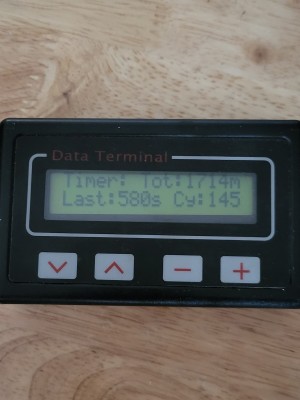 Data Terminal
Timer: Tot:1714m
Last:580s Cy:145